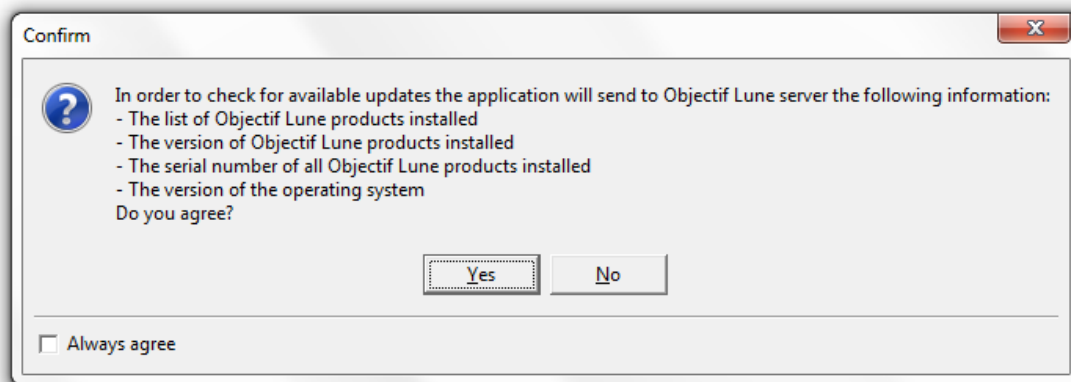 Confirm
In order to check for available updates the application will send to Objectif Lune server the following information:
- The list of Objectif Lune products installed
- The version of Objectif Lune products installed
- The serial number of all Objectif Lune products installed
- The version of the operating system
Do you agree?
Yes No
Always agree